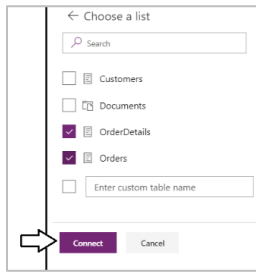 ← Choose a list
Search
Customers
Documents
OrderDetails
Orders
Enter custom table name
Connect Cancel